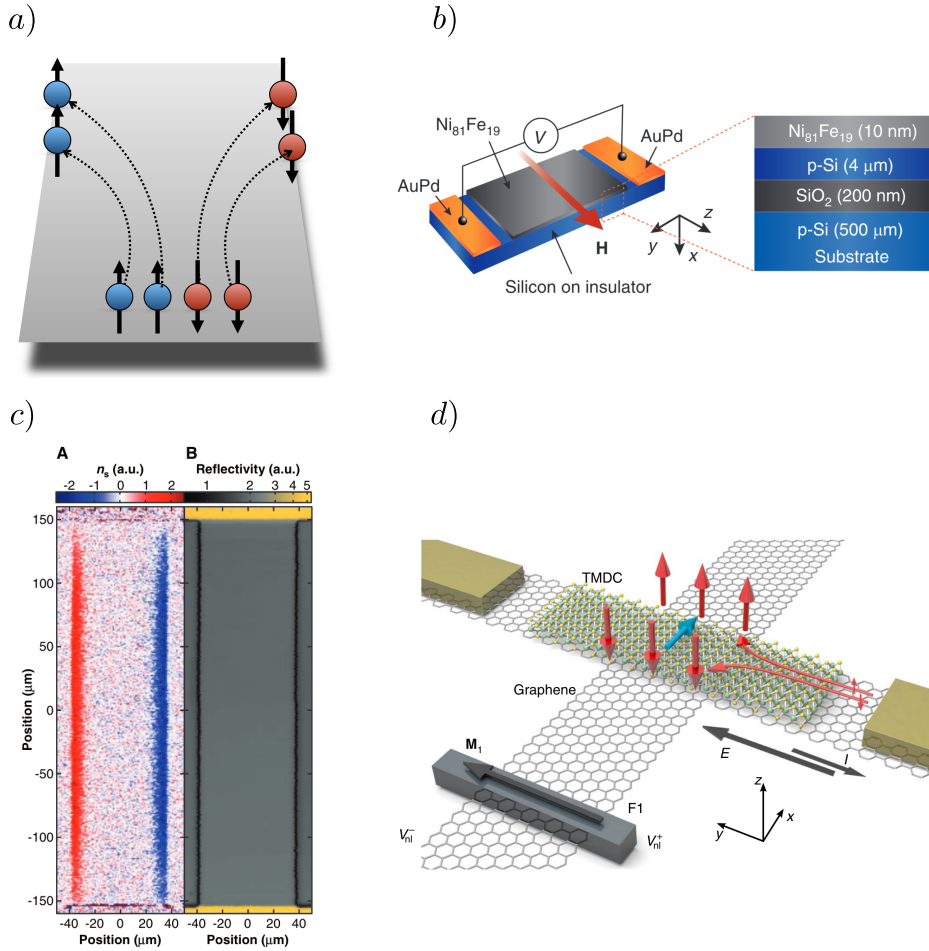 a)
b)
Ni81Fe19
V
AuPd
AuPd
H
z
y
x
Silicon on insulator
Ni81Fe19 (10 nm)
p-Si (4 μm)
SiO2 (200 nm)
p-Si (500 μm)
Substrate
c)
A
B
ns (a.u.)
Reflectivity (a.u.)
-2 -1 0 1 2
1 2 3 4 5
150
100
50
0
-50
-100
-150
Position (μm)
-40 -20 0 20 40
-40 -20 0 20 40
Position (μm)
Position (μm)
d)
TMDC
Graphene
M1
E
I
F1
Vnl−
Vnl+
z
x
y